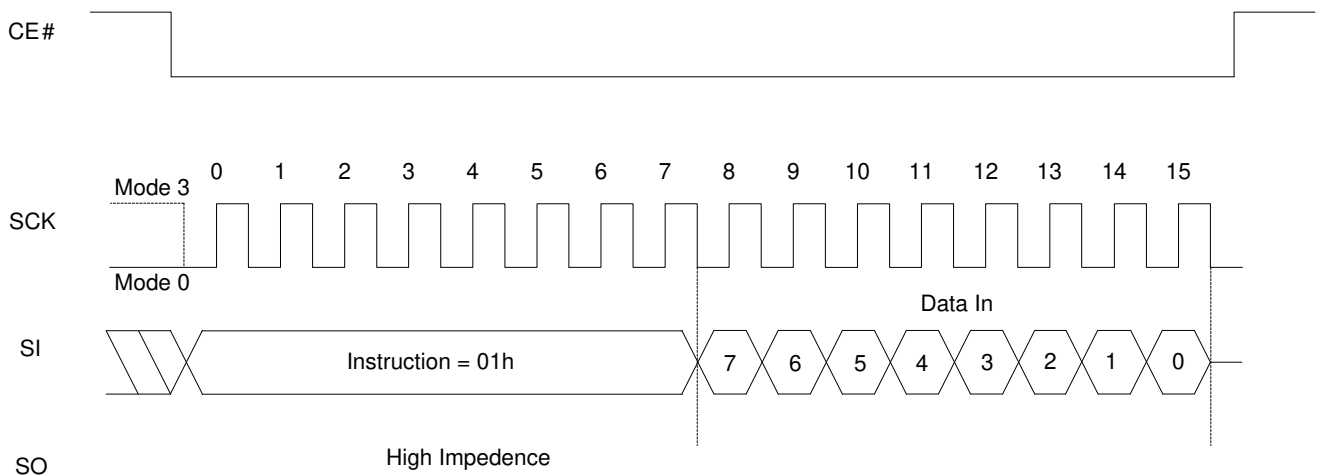 CE#
0 1 2 3 4 5 6 7 8 9 10 11 12 13 14 15
Mode 3
SCK
Mode 0
Data In
SI
Instruction = 01h
7 6 5 4 3 2 1 0
High Impedence
SO